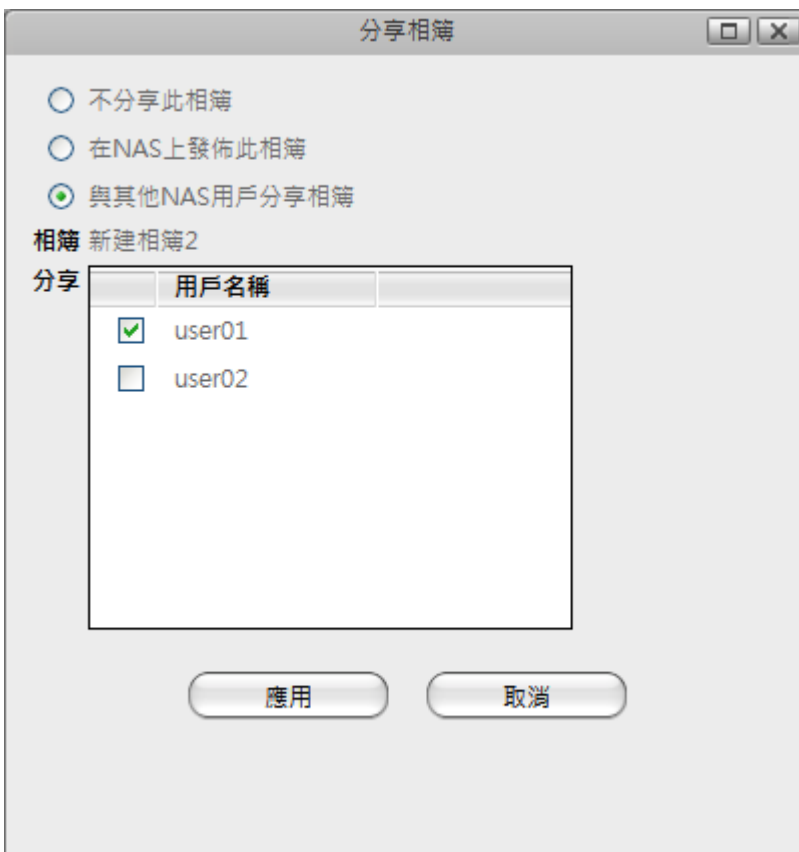 分享相簿
不分享此相簿
在NAS上發佈此相簿
與其他NAS用戶分享相簿
相簿 新建相簿2
分享
用戶名稱
user01
user02
應用 取消